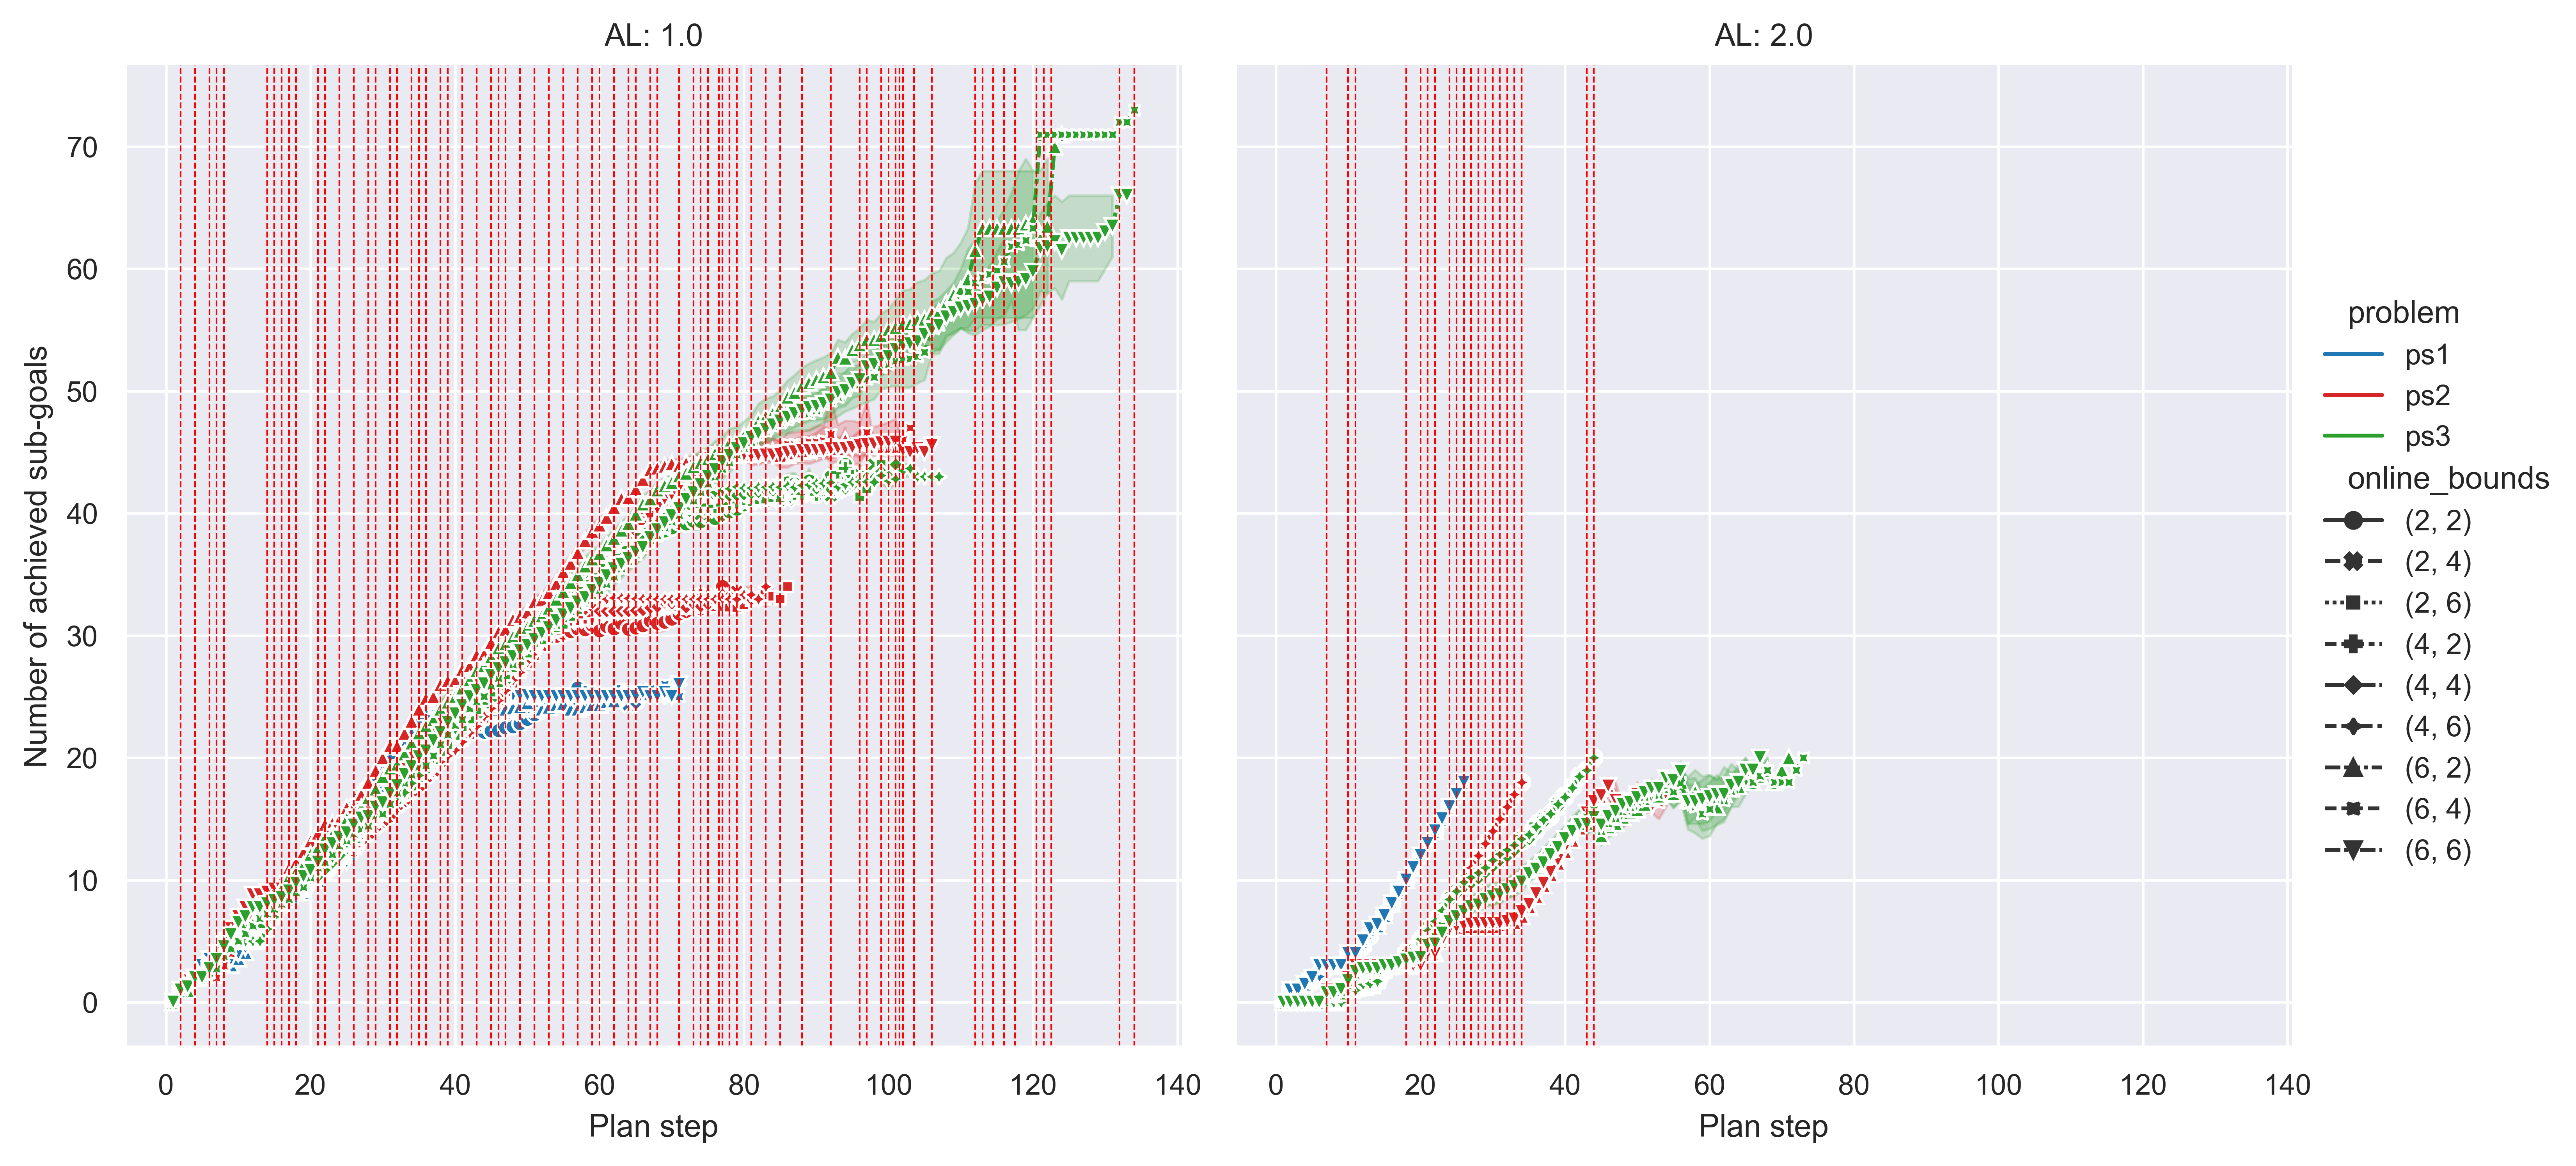 AL: 1.0
AL: 2.0
Number of achieved sub-goals
70
60
50
40
30
20
10
0
0 20 40 60 80 100 120 140
0 20 40 60 80 100 120 140
Plan step
Plan step
problem
ps1
ps2
ps3
online_bounds
(2, 2)
(2, 4)
(2, 6)
(4, 2)
(4, 4)
(4, 6)
(6, 2)
(6, 4)
(6, 6)